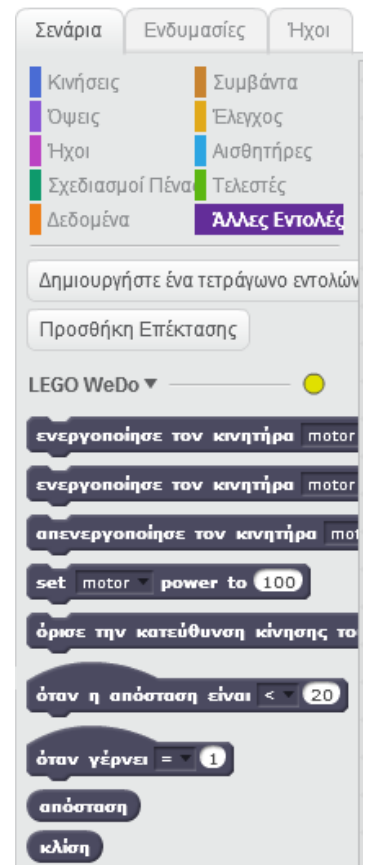 Σενάρια Ενδυμασίες Ήχοι
Κινήσεις Συμβάντα
Όψεις Έλεγχος
Ήχοι Αισθητήρες
Σχεδιασμοί Πένας Τελεστές
Δεδομένα Άλλες Εντολές
Δημιουργήστε ένα τετράγωνο εντολών
Προσθήκη Επέκτασης
LEGO WeDo ▼
ενεργοποίησε τον κινητήρα motor
ενεργοποίησε τον κινητήρα motor
απενεργοποίησε τον κινητήρα mot
set motor power to 100
όρισε την κατεύθυνση κίνησης το
όταν η απόσταση είναι < 20
όταν γέρνει = 1
απόσταση
κλίση